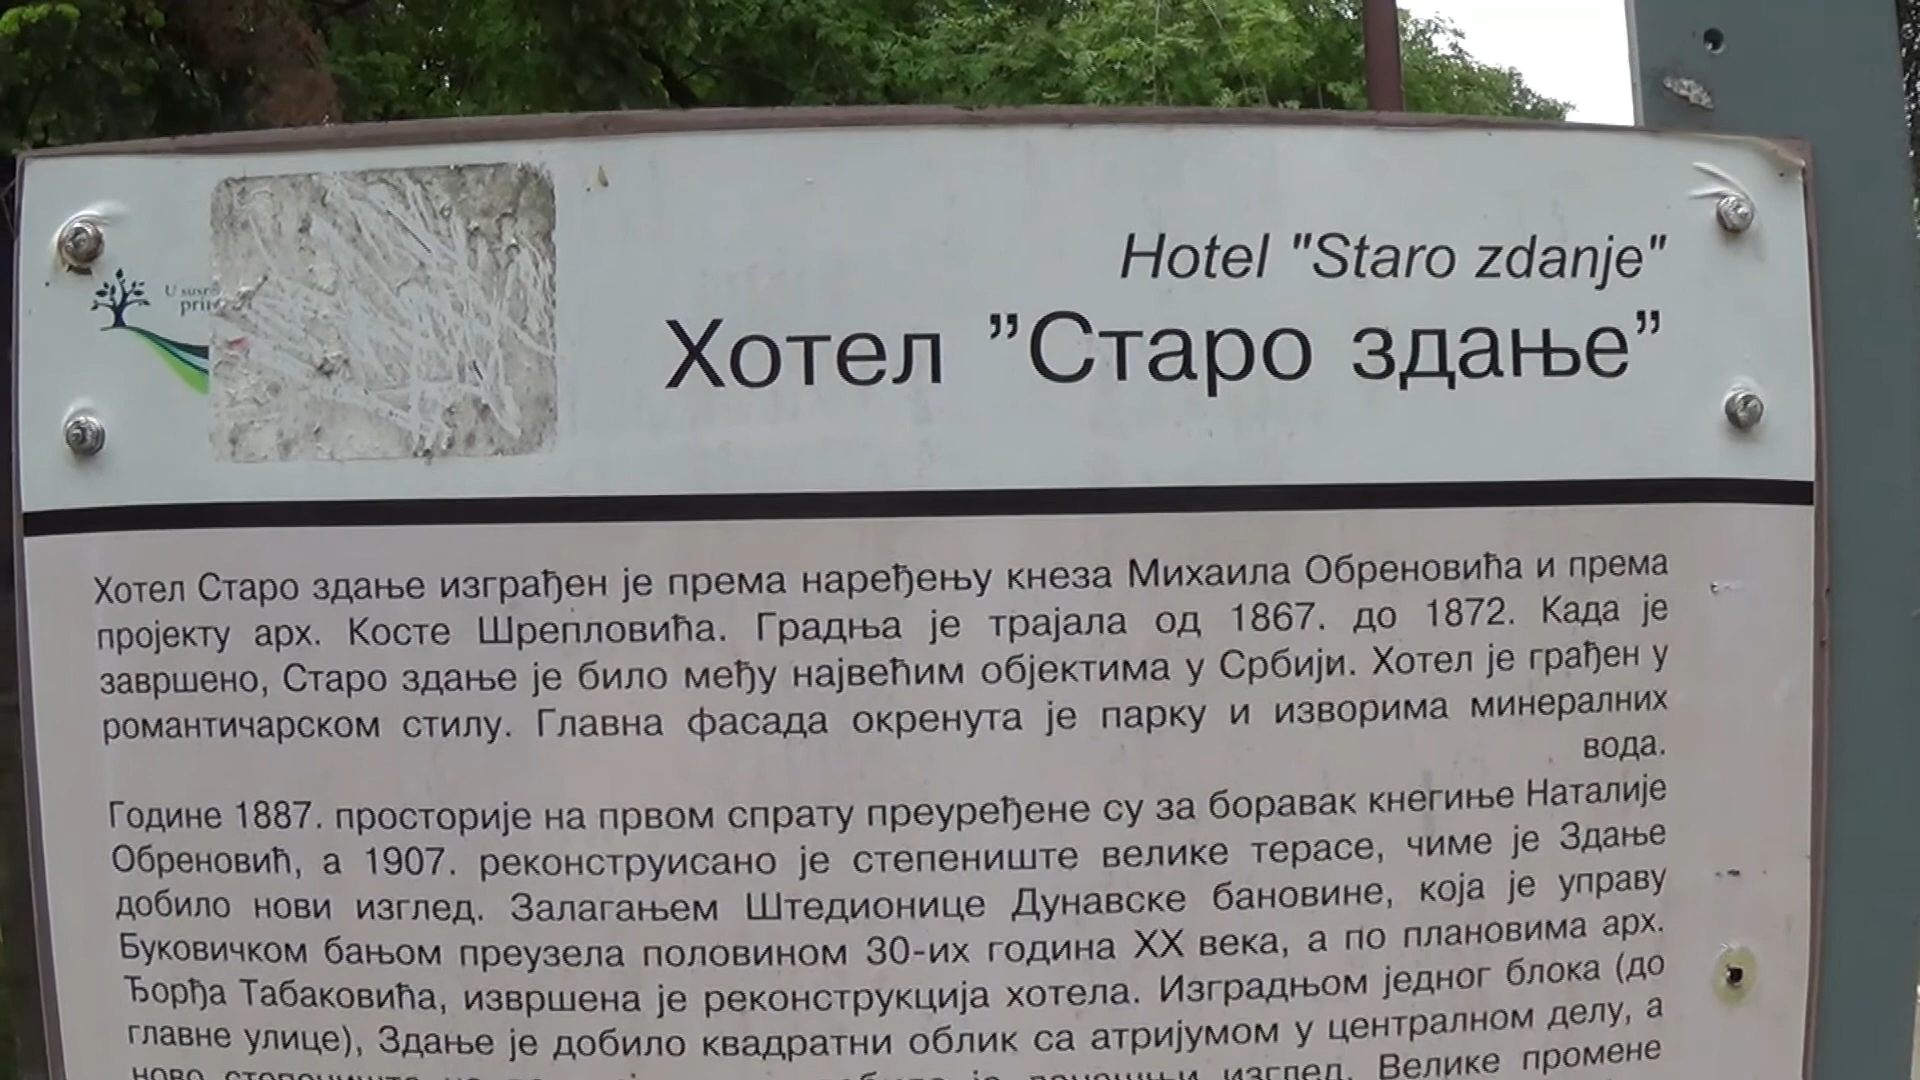 Hotel "Staro zdanje"
Хотел ”Старо здање”
Хотел Старо здање изграђен је према наређењу кнеза Михаила Обреновића и према
пројекту арх. Косте Шрепловића. Градња је трајала од 1867. до 1872. Када је
завршено, Старо здање је било међу највећим објектима у Србији. Хотел је грађен у
романтичарском стилу. Главна фасада окренута је парку и изворима минералних
вода.
Године 1887. просторије на првом спрату преуређене су за боравак кнегиње Наталије
Обреновић, а 1907. реконструисано је степениште велике терасе, чиме је Здање
добило нови изглед. Залагањем Штедионице Дунавске бановине, која је управу
Буковичком бањом преузела половином 30-их година XX века, а по плановима арх.
Ђорђа Табаковића, извршена је реконструкција хотела. Изградњом једног блока (до
главне улице), Здање је добило квадратни облик са атријумом у централном делу, а
изглед. Велике промене